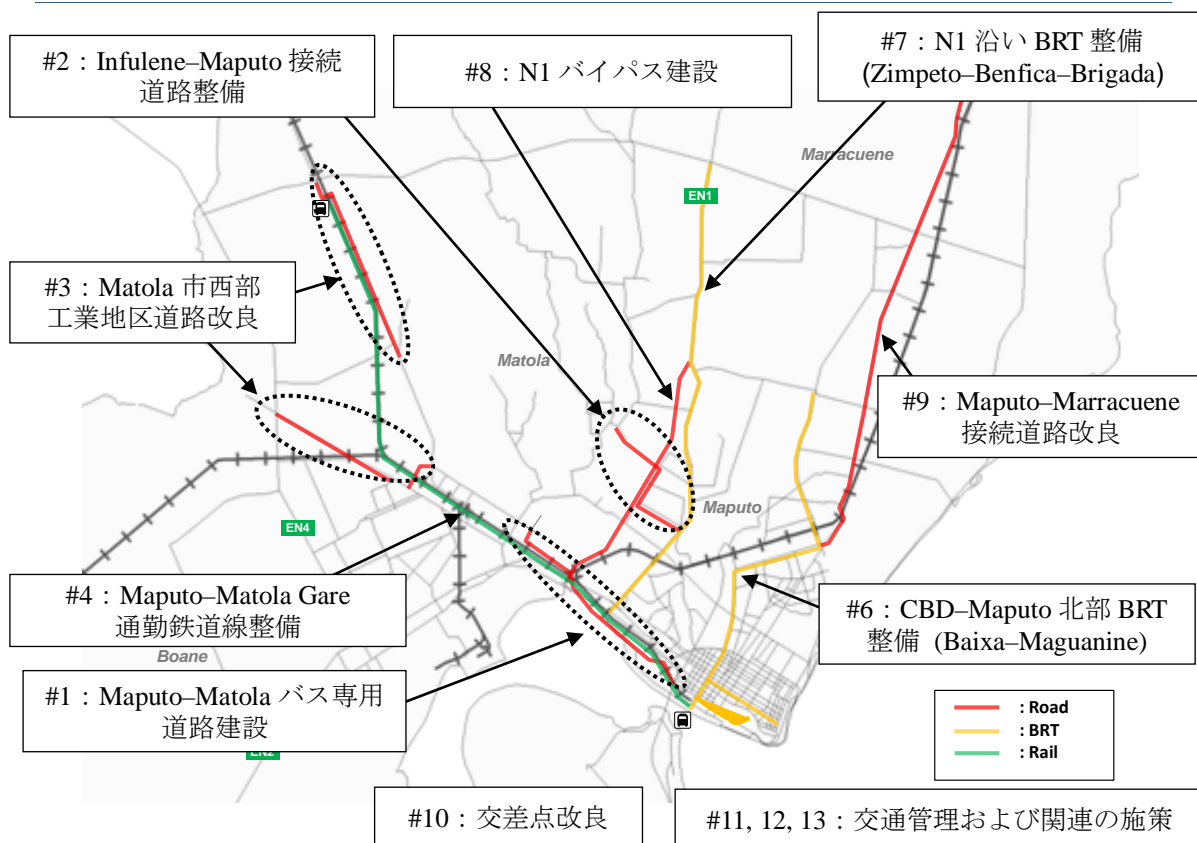 #2：Infulene–Maputo 接続
道路整備
#8：N1 バイパス建設
#7：N1 沿い BRT 整備
(Zimpeto–Benfica–Brigada)
Marracuene
EN1
#3：Matola 市西部
工業地区道路改良
Matola
#9：Maputo–Marracuene
接続道路改良
Maputo
EN4
#4：Maputo–Matola Gare
通勤鉄道線整備
#6：CBD–Maputo 北部 BRT
整備 (Baixa–Maguanine)
Boane
#1：Maputo–Matola バス専用
道路建設
EN2
: Road
: BRT
: Rail
#10：交差点改良
#11, 12, 13：交通管理および関連の施策